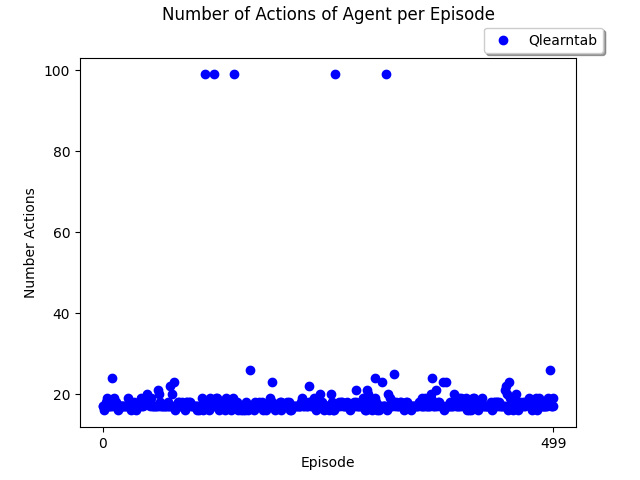 Number of Actions of Agent per Episode
Qlearntab
100
80
60
40
20
Number Actions
0
499
Episode